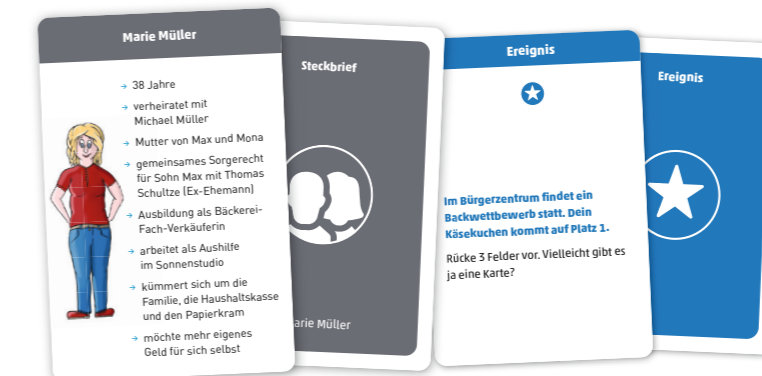 Marie Müller
→ 38 Jahre
→ verheiratet mit
Michael Müller
→ Mutter von Max und Mona
→ gemeinsames Sorgerecht
für Sohn Max mit Thomas
Schultze (Ex-Ehemann)
→ Ausbildung als Bäckerei-
Fach-Verkäuferin
→ arbeitet als Aushilfe
im Sonnenstudio
→ kümmert sich um die
Familie, die Haushaltskasse
und den Papierkram
→ möchte mehr eigenes
Geld für sich selbst
Steckbrief
arie Müller
Ereignis
Im Bürgerzentrum findet ein
Backwettbewerb statt. Dein
Käsekuchen kommt auf Platz 1.
Rücke 3 Felder vor. Vielleicht gibt es
ja eine Karte?
Ereignis